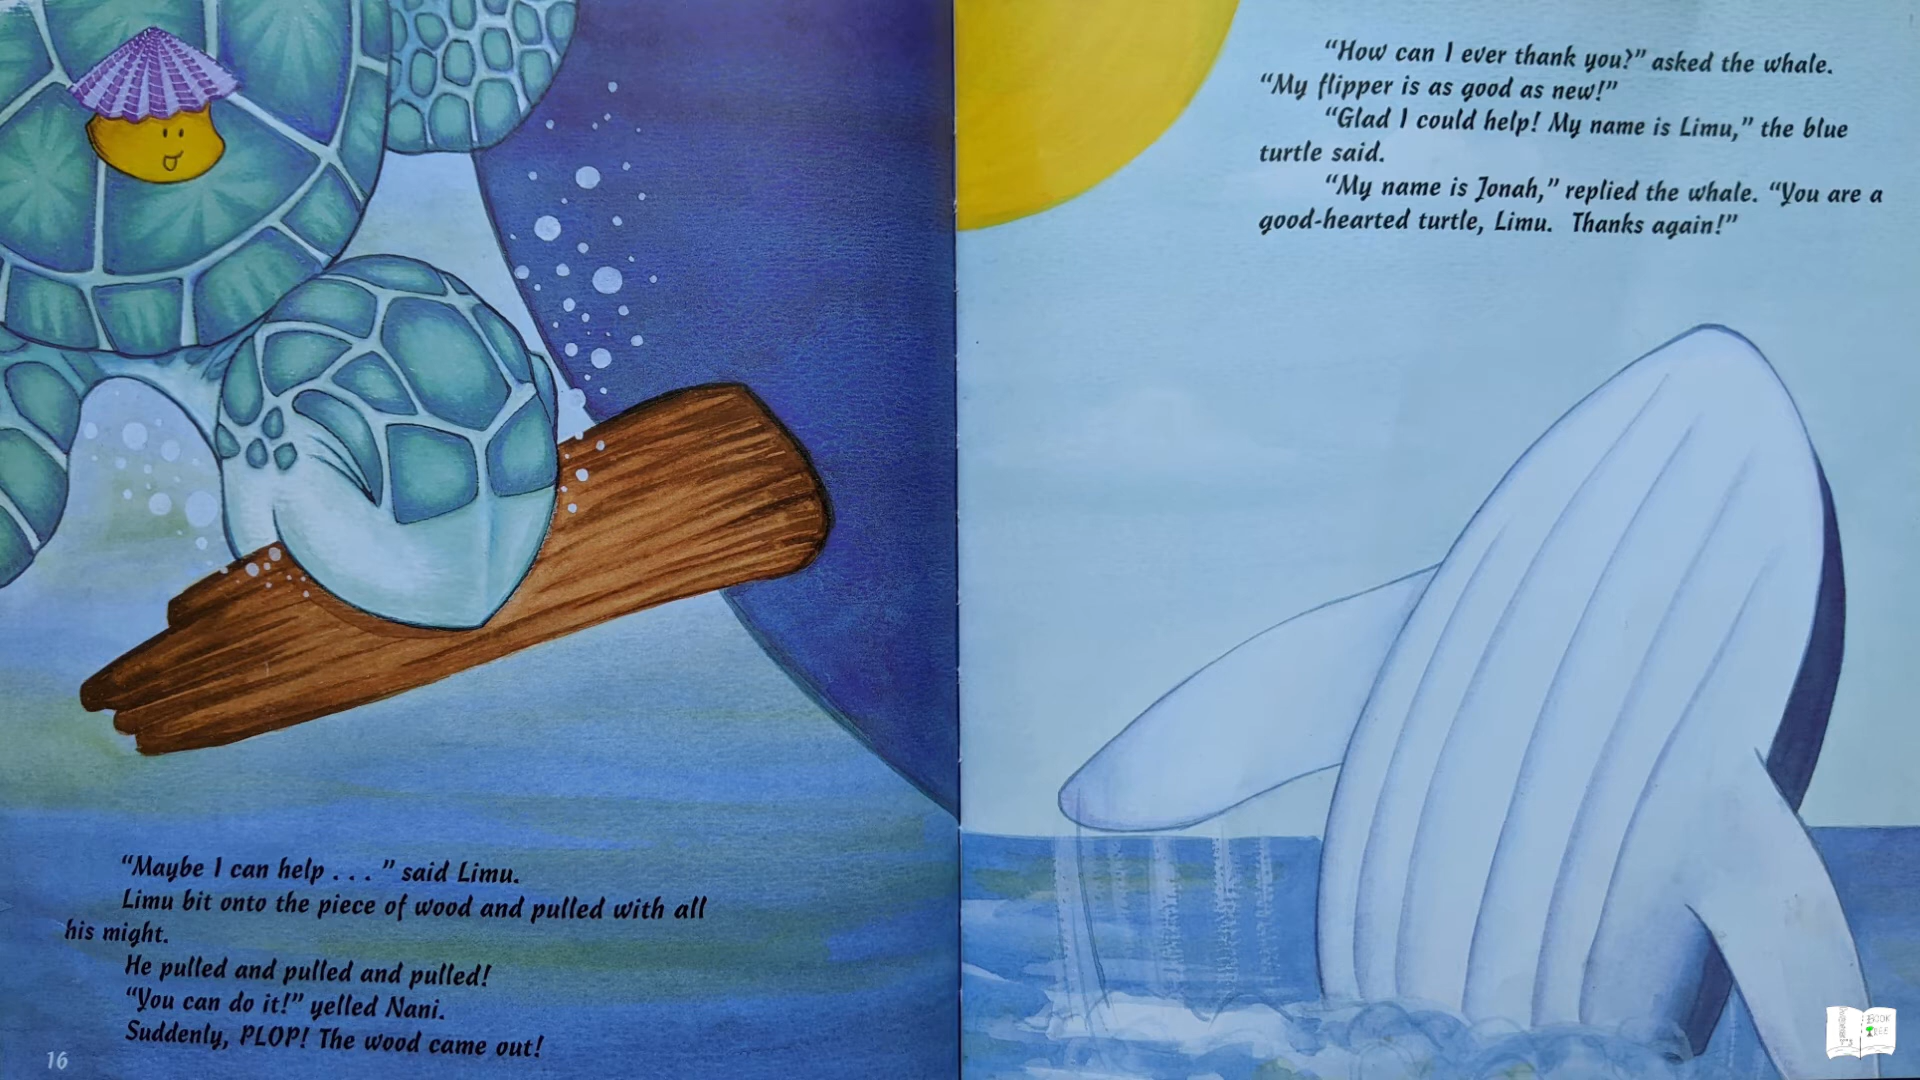 “Maybe I can help . . . ” said Limu.
Limu bit onto the piece of wood and pulled with all
his might.
He pulled and pulled and pulled!
“You can do it!” yelled Nani.
Suddenly, PLOP! The wood came out!
16
“How can I ever thank you?” asked the whale.
“My flipper is as good as new!”
“Glad I could help! My name is Limu,” the blue
turtle said.
“My name is Jonah,” replied the whale. “You are a
good-hearted turtle, Limu.  Thanks again!”
BOOK
TREE